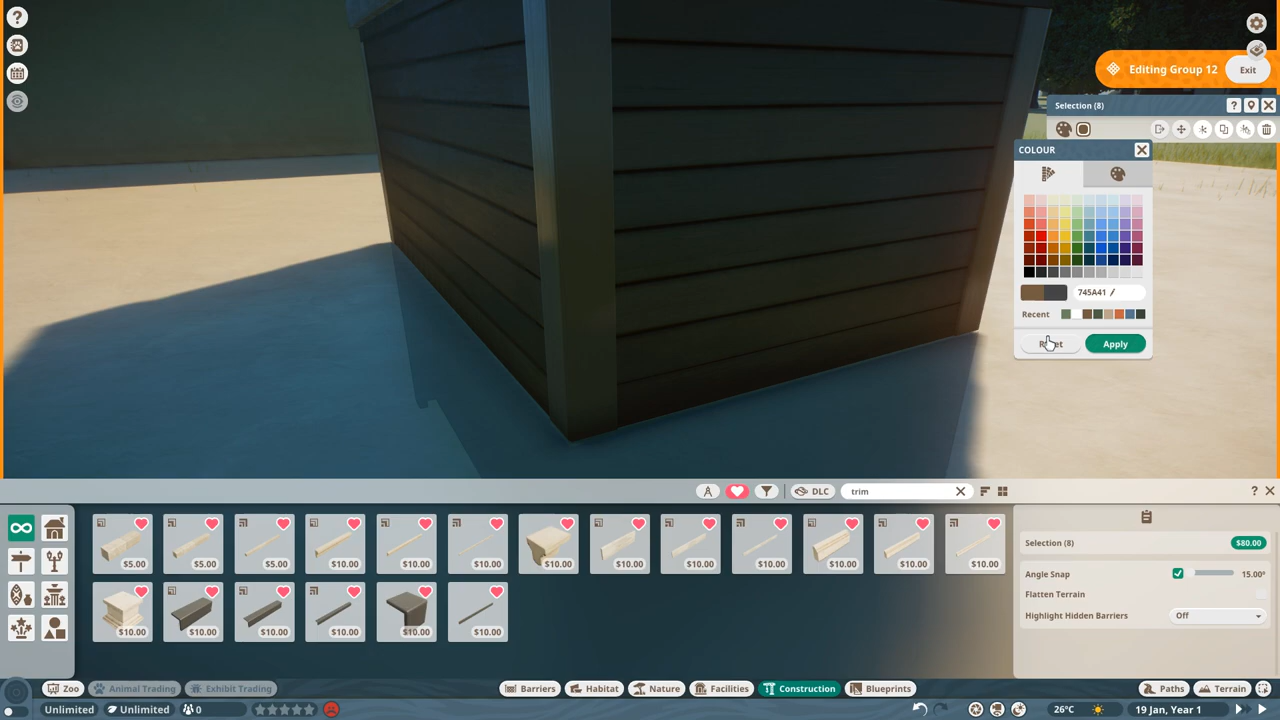 ?
Editing Group 12 Exit
Selection (8) ?
COLOUR
745A41
Recent
Reset Apply
DLC trim ?
$5.00 $5.00 $5.00 $10.00 $10.00 $10.00 $10.00 $10.00 $10.00 $10.00 $10.00 $10.00 $10.00
$10.00 $10.00 $10.00 $10.00 $10.00 $10.00
Selection (8) $80.00
Angle Snap 15.00°
Flatten Terrain
Highlight Hidden Barriers Off
Zoo Animal Trading Exhibit Trading Barriers Habitat Nature Facilities Construction Blueprints Paths Terrain
Unlimited Unlimited 0 26°C 19 Jan, Year 1